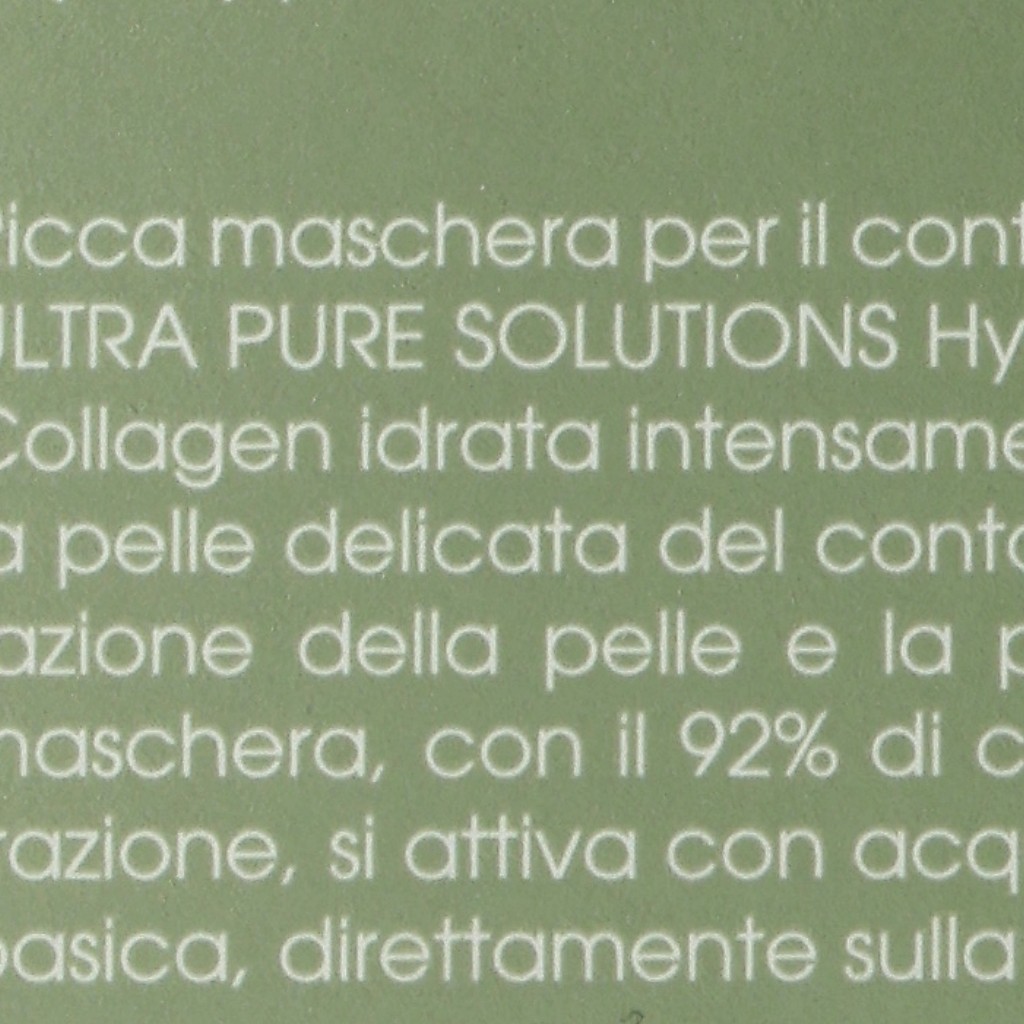 icca maschera per il cont
ULTRA PURE SOLUTIONS Hy
Collagen idrata intensame
a pelle delicata del conto
azione della pelle e la p
maschera, con il 92% di c
razione, si attiva con acq
basica, direttamente sulla